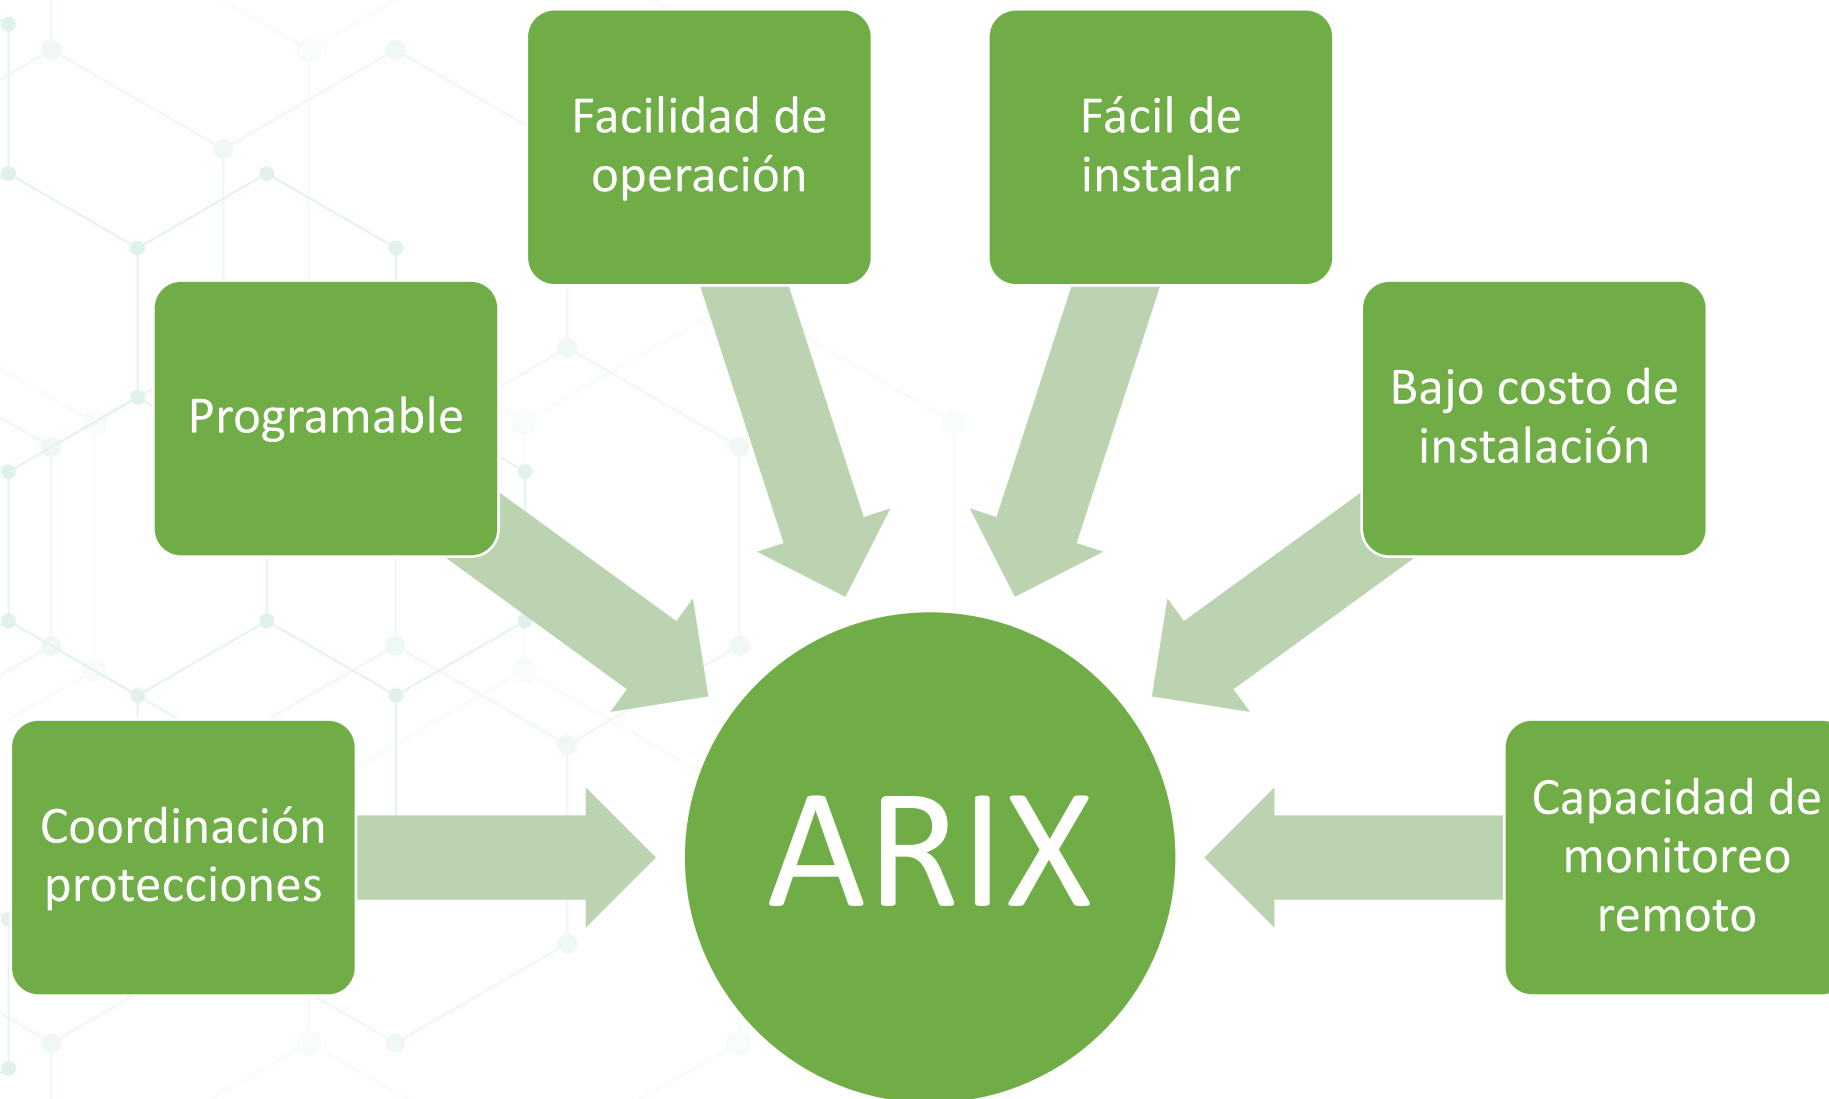 Facilidad de
operación
Fácil de
instalar
Programable
Bajo costo de
instalación
Coordinación
protecciones
ARIX
Capacidad de
monitoreo
remoto